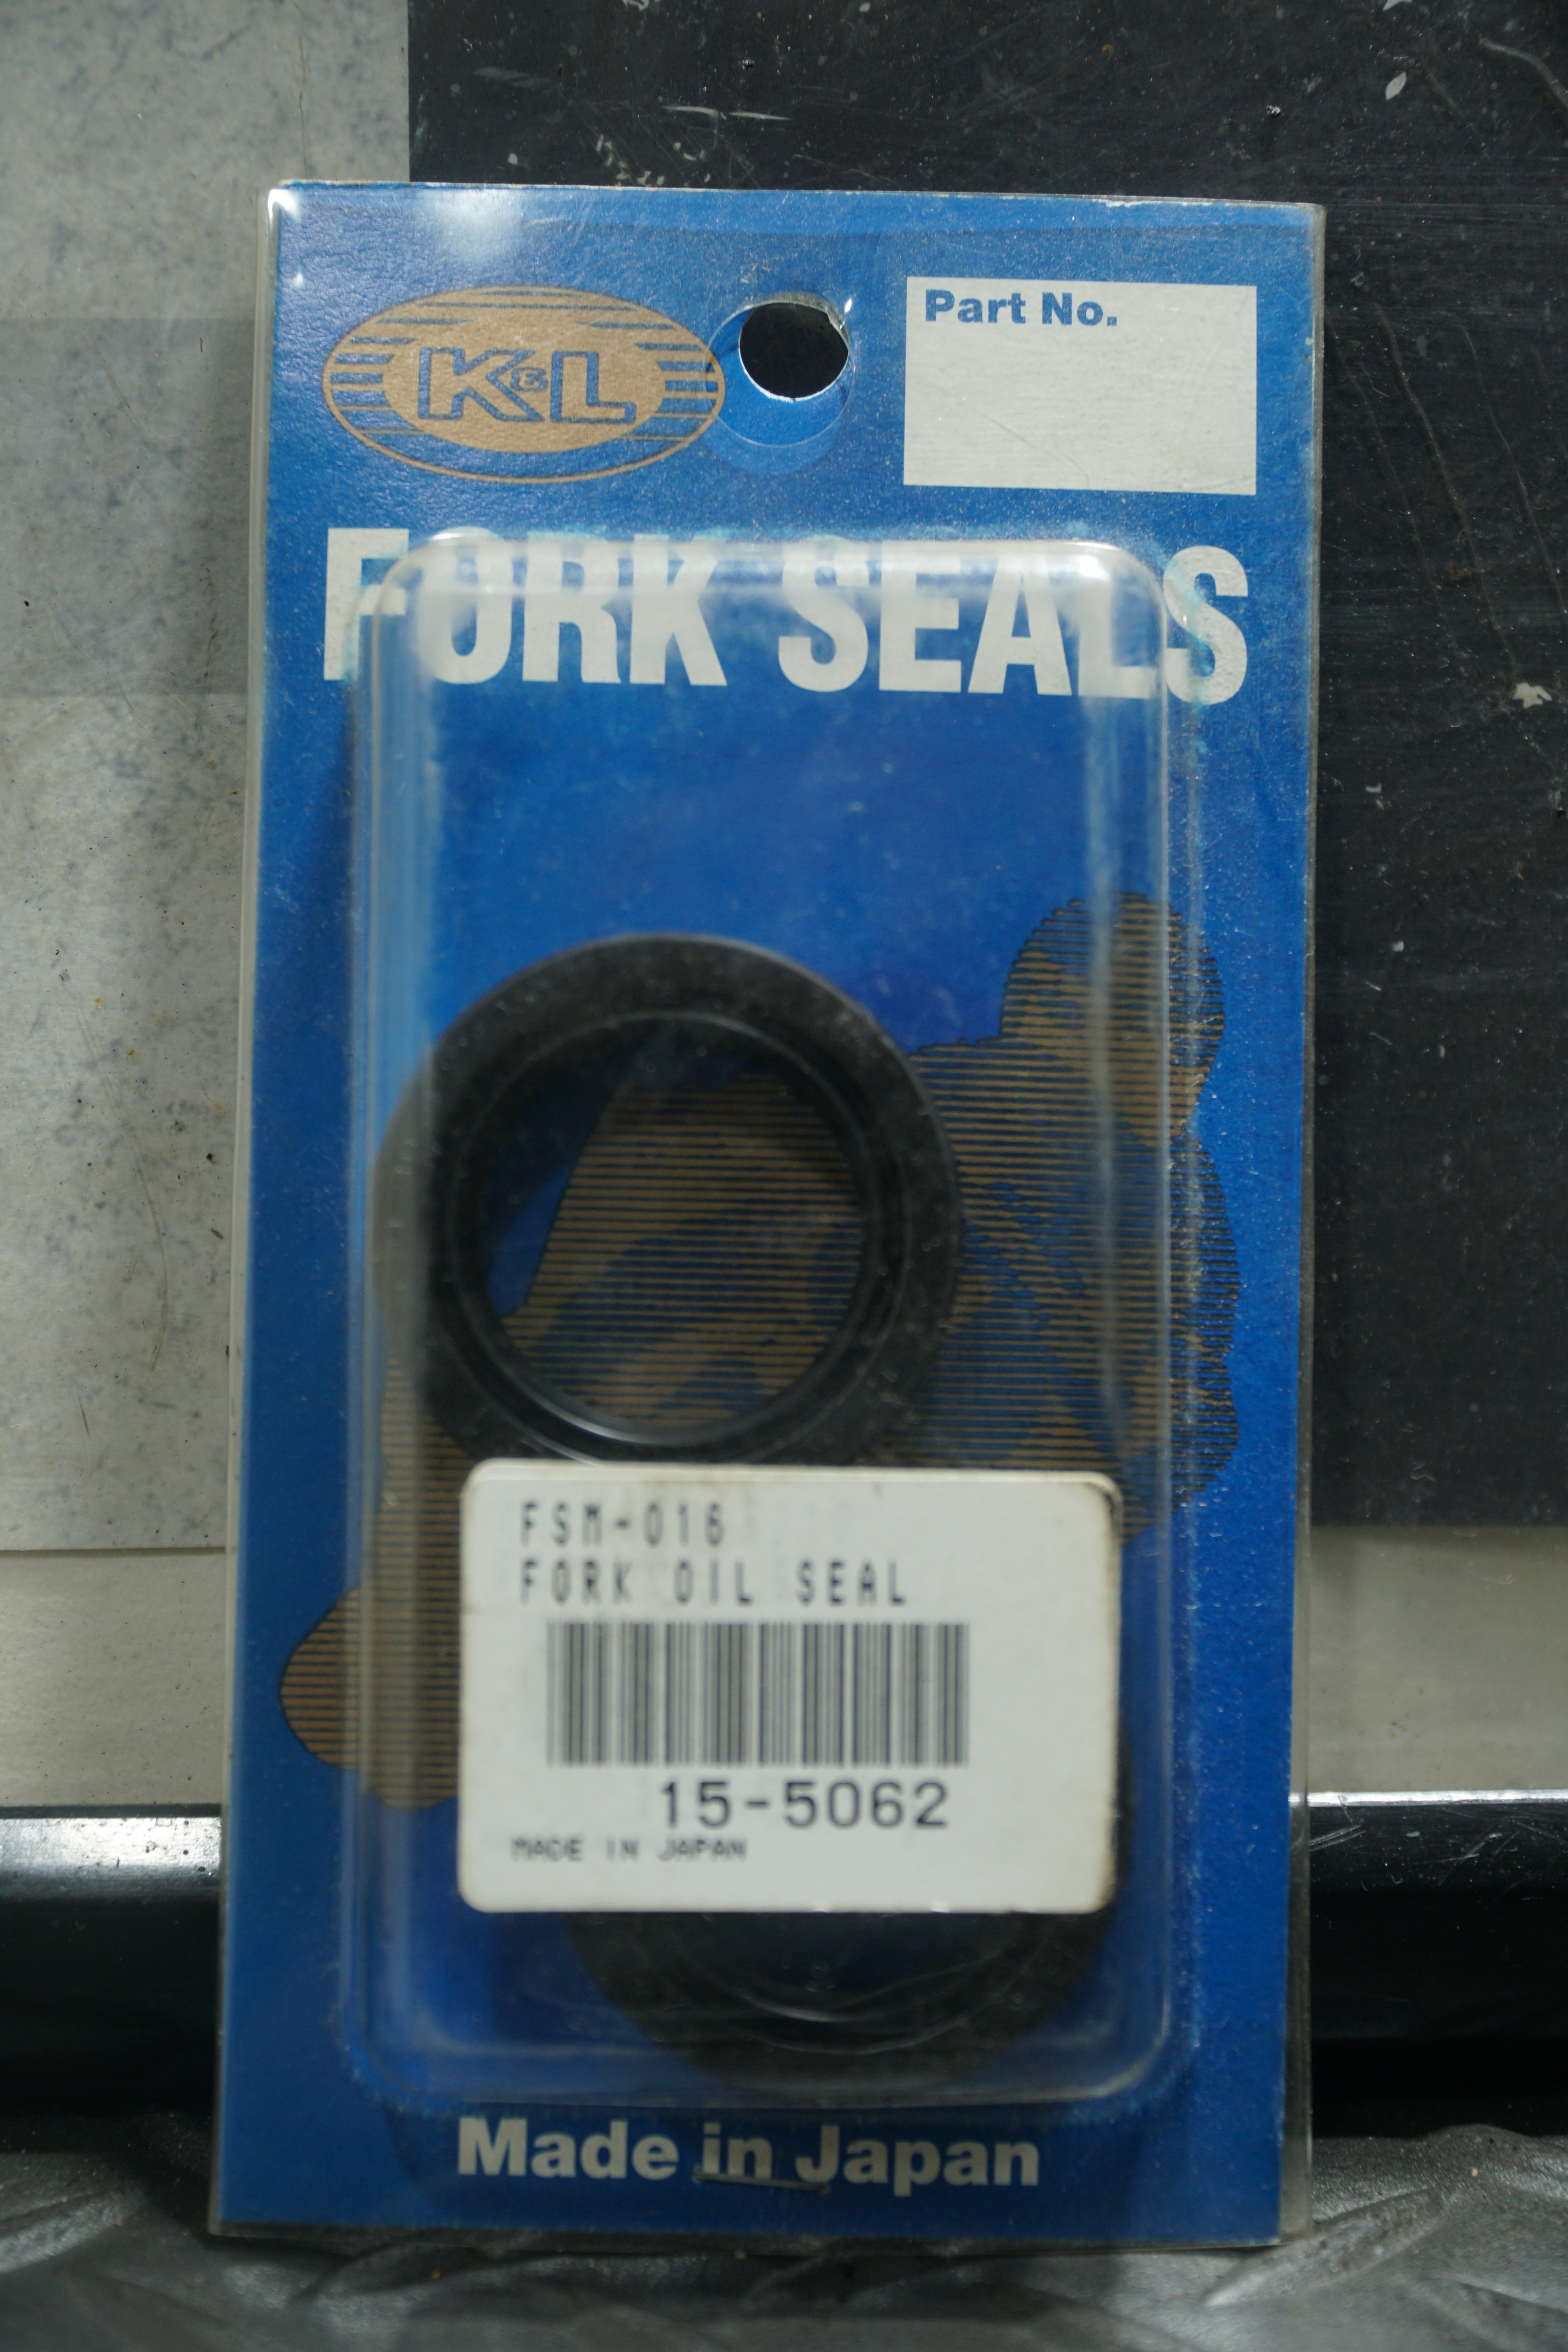 K&L
Part No.
FORK SEALS
FSM-016
FORK OIL SEAL
15-5062
MADE IN JAPAN
Made in Japan